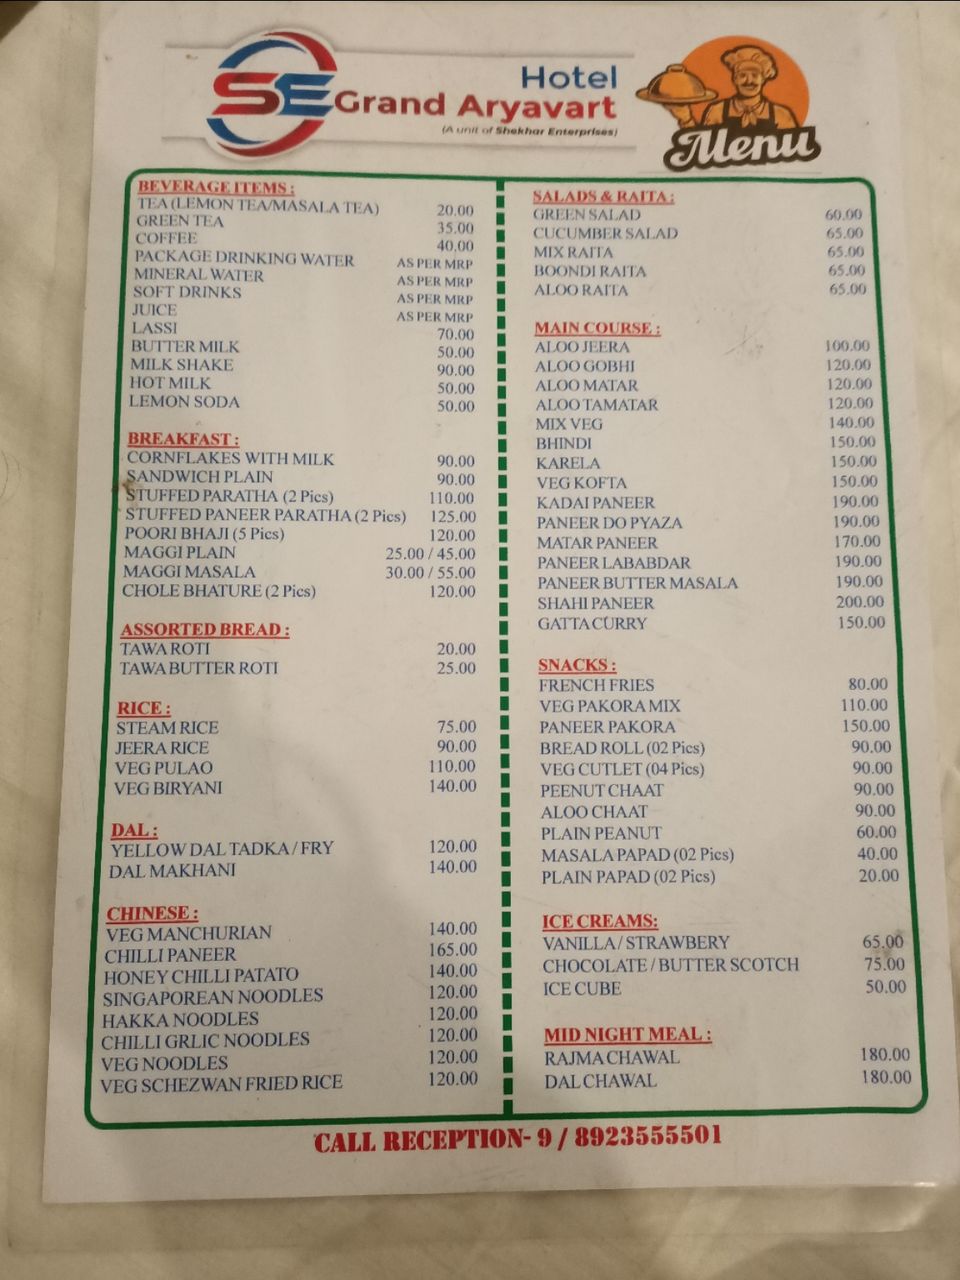 SE
Hotel
Grand Aryavart
(A unit of Shekhar Enterprises)
Menu
BEVERAGE ITEMS :
TEA (LEMON TEA/MASALA TEA) 20.00
GREEN TEA 35.00
COFFEE 40.00
PACKAGE DRINKING WATER AS PER MRP
MINERAL WATER AS PER MRP
SOFT DRINKS AS PER MRP
JUICE AS PER MRP
LASSI 70.00
BUTTER MILK 50.00
MILK SHAKE 90.00
HOT MILK 50.00
LEMON SODA 50.00
BREAKFAST :
CORNFLAKES WITH MILK 90.00
SANDWICH PLAIN 90.00
STUFFED PARATHA (2 Pics) 110.00
STUFFED PANEER PARATHA (2 Pics) 125.00
POORI BHAJI (5 Pics) 120.00
MAGGI PLAIN 25.00 / 45.00
MAGGI MASALA 30.00 / 55.00
CHOLE BHATURE (2 Pics) 120.00
ASSORTED BREAD :
TAWA ROTI 20.00
TAWA BUTTER ROTI 25.00
RICE :
STEAM RICE 75.00
JEERA RICE 90.00
VEG PULAO 110.00
VEG BIRYANI 140.00
DAL :
YELLOW DAL TADKA / FRY 120.00
DAL MAKHANI 140.00
CHINESE :
VEG MANCHURIAN 140.00
CHILLI PANEER 165.00
HONEY CHILLI PATATO 140.00
SINGAPOREAN NOODLES 120.00
HAKKA NOODLES 120.00
CHILLI GRLIC NOODLES 120.00
VEG NOODLES 120.00
VEG SCHEZWAN FRIED RICE 120.00
SALADS & RAITA :
GREEN SALAD 60.00
CUCUMBER SALAD 65.00
MIX RAITA 65.00
BOONDI RAITA 65.00
ALOO RAITA 65.00
MAIN COURSE :
ALOO JEERA 100.00
ALOO GOBHI 120.00
ALOO MATAR 120.00
ALOO TAMATAR 120.00
MIX VEG 140.00
BHINDI 150.00
KARELA 150.00
VEG KOFTA 150.00
KADAI PANEER 190.00
PANEER DO PYAZA 190.00
MATAR PANEER 170.00
PANEER LABABDAR 190.00
PANEER BUTTER MASALA 190.00
SHAHI PANEER 200.00
GATTA CURRY 150.00
SNACKS :
FRENCH FRIES 80.00
VEG PAKORA MIX 110.00
PANEER PAKORA 150.00
BREAD ROLL (02 Pics) 90.00
VEG CUTLET (04 Pics) 90.00
PEENUT CHAAT 90.00
ALOO CHAAT 90.00
PLAIN PEANUT 60.00
MASALA PAPAD (02 Pics) 40.00
PLAIN PAPAD (02 Pics) 20.00
ICE CREAMS:
VANILLA / STRAWBERY 65.00
CHOCOLATE / BUTTER SCOTCH 75.00
ICE CUBE 50.00
MID NIGHT MEAL :
RAJMA CHAWAL 180.00
DAL CHAWAL 180.00
CALL RECEPTION- 9 / 8923555501